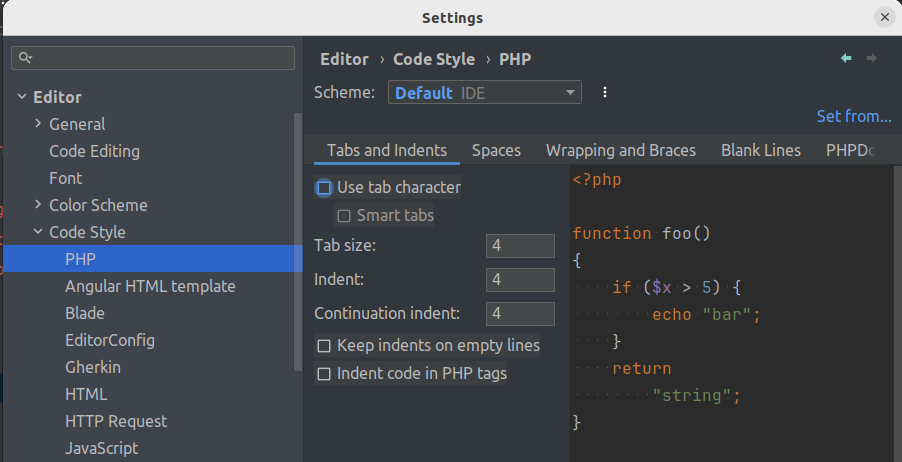 Settings
Editor › Code Style › PHP
Scheme: Default IDE
Set from...
Editor
General
Code Editing
Font
Color Scheme
Code Style
PHP
Angular HTML template
Blade
EditorConfig
Gherkin
HTML
HTTP Request
JavaScript
Tabs and Indents Spaces Wrapping and Braces Blank Lines PHPDo
Use tab character
Smart tabs
Tab size: 4
Indent: 4
Continuation indent: 4
Keep indents on empty lines
Indent code in PHP tags
<?php
function foo()
{
    if ($x > 5) {
        echo "bar";
    }
    return
        "string";
}